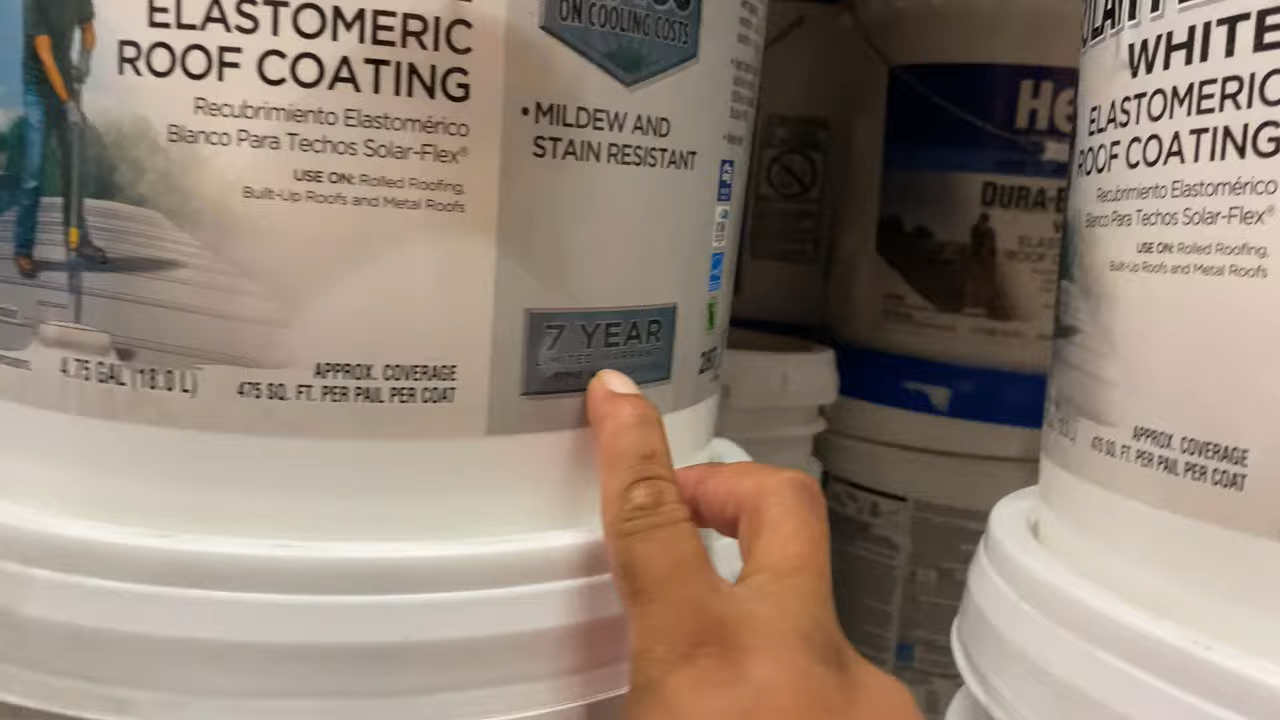 ELASTOMERIC
ROOF COATING
Recubrimiento Elastomérico
Blanco Para Techos Solar-Flex®
USE ON: Rolled Roofing,
Built-Up Roofs and Metal Roofs
4.75 GAL (18.0 L)
APPROX. COVERAGE
475 SQ. FT. PER PAIL PER COAT
ON COOLING COSTS
• MILDEW AND
STAIN RESISTANT
7 YEAR
LIMITED WARRANTY
He
DURA-B
WHITE
ELASTOMERIC
ROOF COATING
Recubrimiento Elastomérico
Blanco Para Techos Solar-Flex®
USE ON: Rolled Roofing,
Built-Up Roofs and Metal Roofs
APPROX. COVERAGE
475 SQ. FT. PER PAIL PER COAT